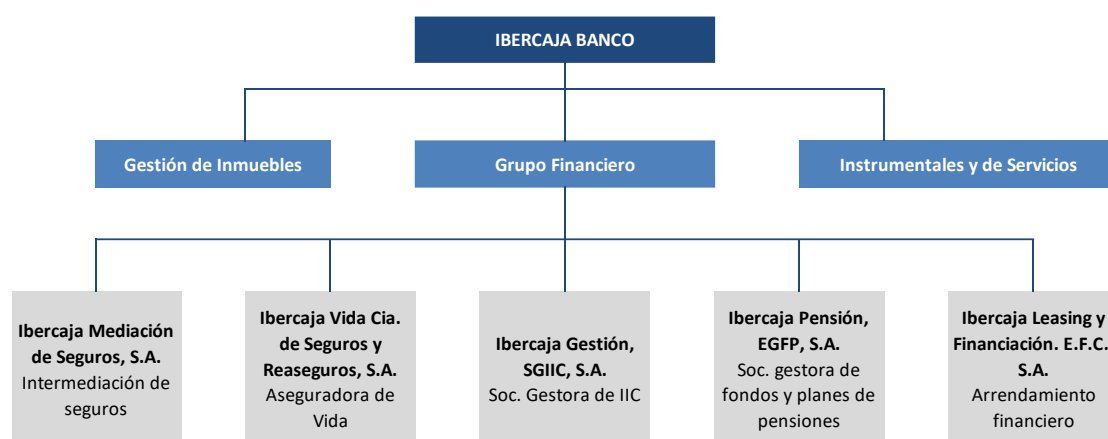 IBERCAJA BANCO
Gestión de Inmuebles
Grupo Financiero
Instrumentales y de Servicios
Ibercaja Mediación
de Seguros, S.A.
Intermediación de
seguros
Ibercaja Vida Cia.
de Seguros y
Reaseguros, S.A.
Aseguradora de
Vida
Ibercaja Gestión,
SGIIC, S.A.
Soc. Gestora de IIC
Ibercaja Pensión,
EGFP, S.A.
Soc. gestora de
fondos y planes de
pensiones
Ibercaja Leasing y
Financiación. E.F.C.
S.A.
Arrendamiento
financiero